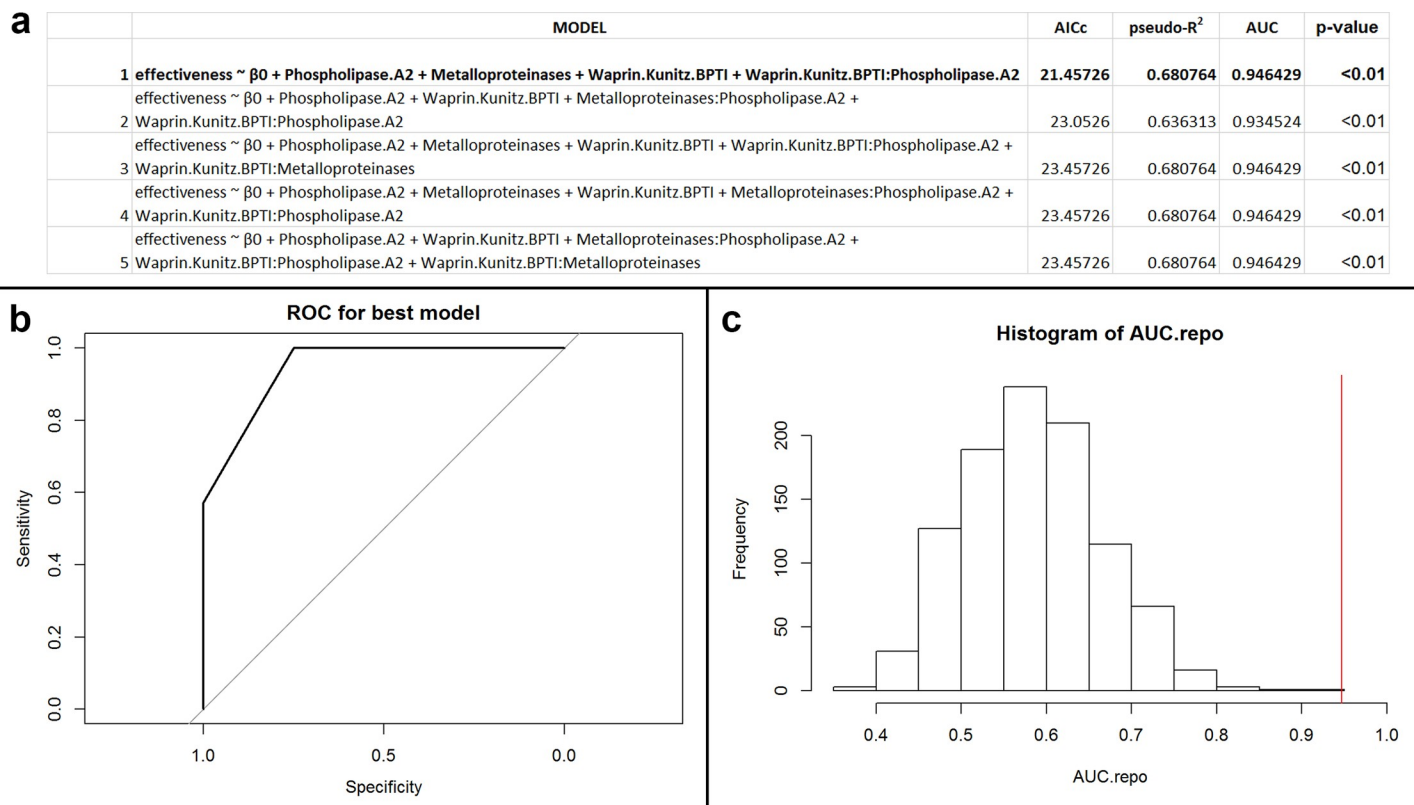 a
MODEL AICc pseudo-R² AUC p-value
1 effectiveness ~ β0 + Phospholipase.A2 + Metalloproteinases + Waprin.Kunitz.BPTI + Waprin.Kunitz.BPTI:Phospholipase.A2 21.45726 0.680764 0.946429 <0.01
effectiveness ~ β0 + Phospholipase.A2 + Waprin.Kunitz.BPTI + Metalloproteinases:Phospholipase.A2 +
2 Waprin.Kunitz.BPTI:Phospholipase.A2 23.0526 0.636313 0.934524 <0.01
effectiveness ~ β0 + Phospholipase.A2 + Metalloproteinases + Waprin.Kunitz.BPTI + Waprin.Kunitz.BPTI:Phospholipase.A2 +
3 Waprin.Kunitz.BPTI:Metalloproteinases 23.45726 0.680764 0.946429 <0.01
effectiveness ~ β0 + Phospholipase.A2 + Metalloproteinases + Waprin.Kunitz.BPTI + Metalloproteinases:Phospholipase.A2 +
4 Waprin.Kunitz.BPTI:Phospholipase.A2 23.45726 0.680764 0.946429 <0.01
effectiveness ~ β0 + Phospholipase.A2 + Waprin.Kunitz.BPTI + Metalloproteinases:Phospholipase.A2 +
5 Waprin.Kunitz.BPTI:Phospholipase.A2 + Waprin.Kunitz.BPTI:Metalloproteinases 23.45726 0.680764 0.946429 <0.01
b
ROC for best model
Sensitivity
1.0
0.8
0.6
0.4
0.2
0.0
1.0 0.5 0.0
Specificity
c
Histogram of AUC.repo
Frequency
200
150
100
50
0
0.4 0.5 0.6 0.7 0.8 0.9 1.0
AUC.repo